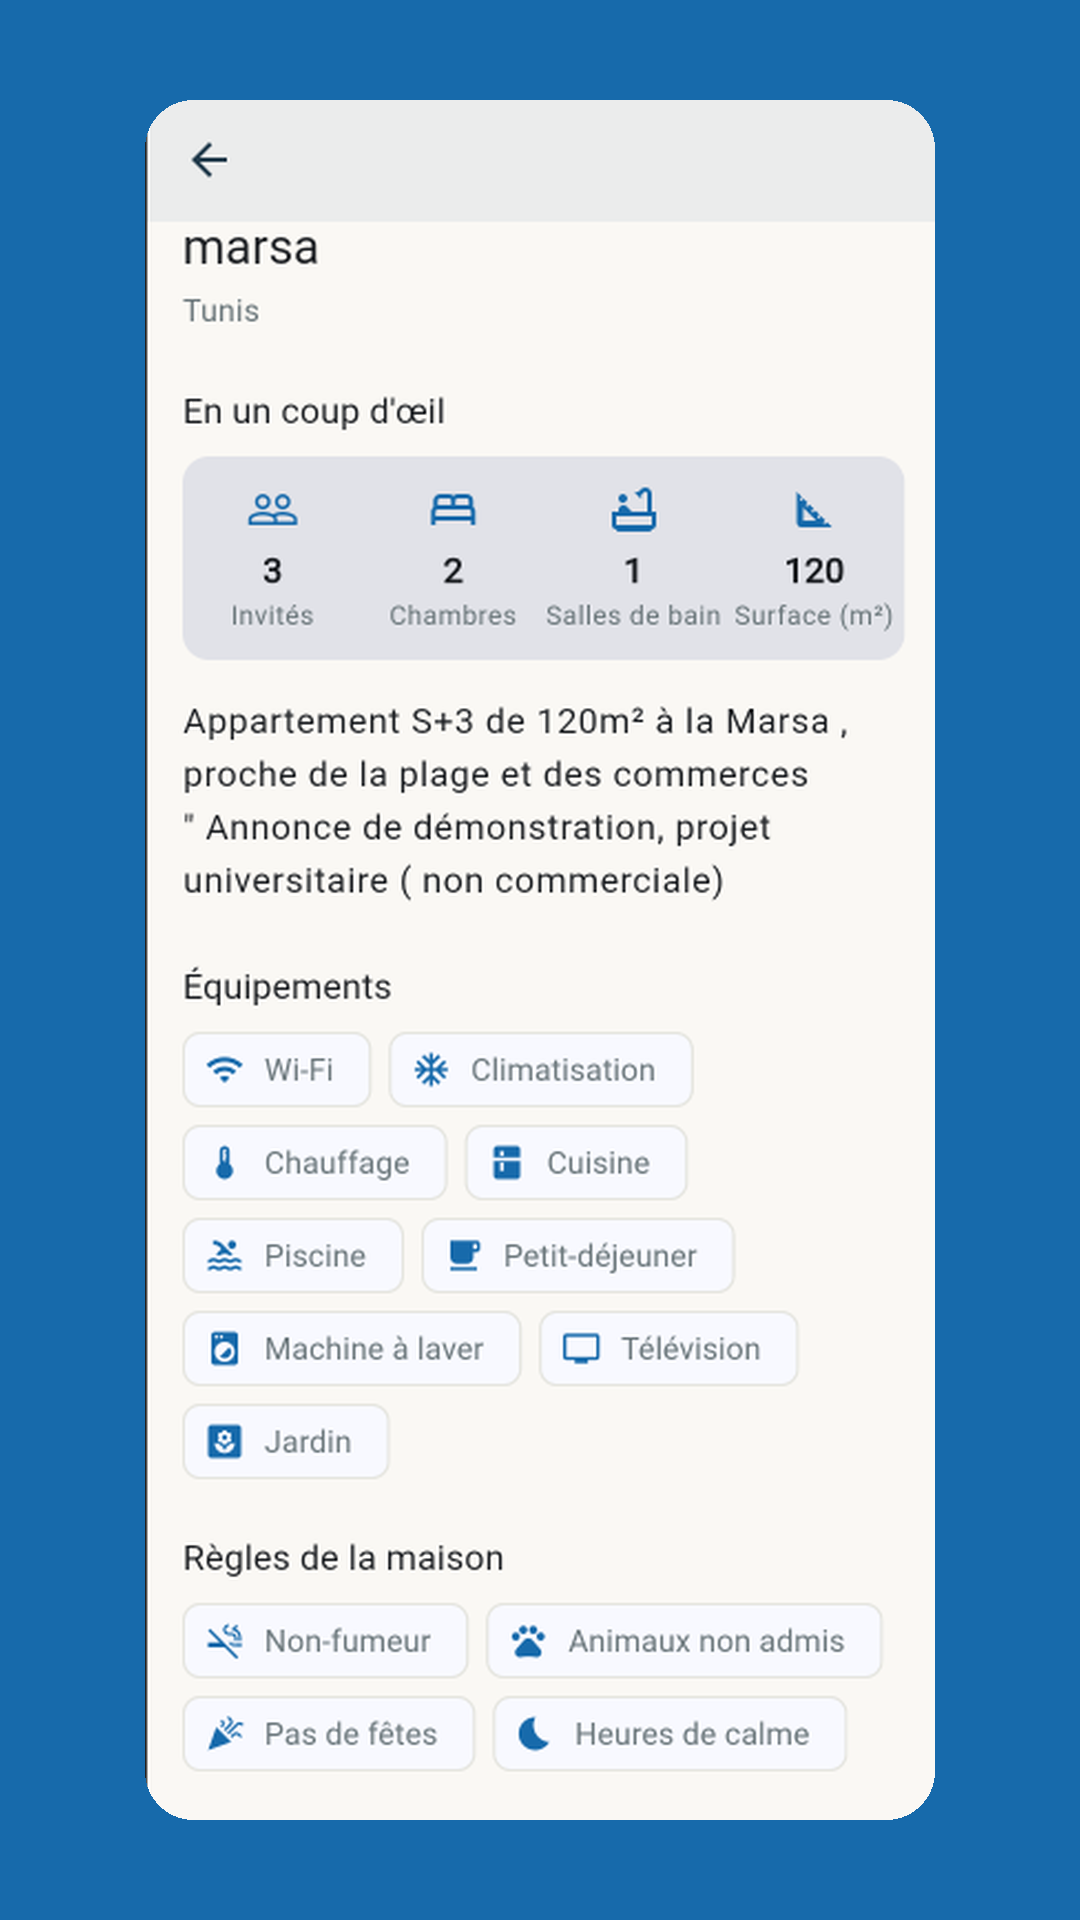 marsa
Tunis
En un coup d'œil
3 2 1 120
Invités Chambres Salles de bain Surface (m²)
Appartement S+3 de 120m² à la Marsa ,
proche de la plage et des commerces
" Annonce de démonstration, projet
universitaire ( non commerciale)
Équipements
Wi-Fi Climatisation
Chauffage Cuisine
Piscine Petit-déjeuner
Machine à laver Télévision
Jardin
Règles de la maison
Non-fumeur Animaux non admis
Pas de fêtes Heures de calme